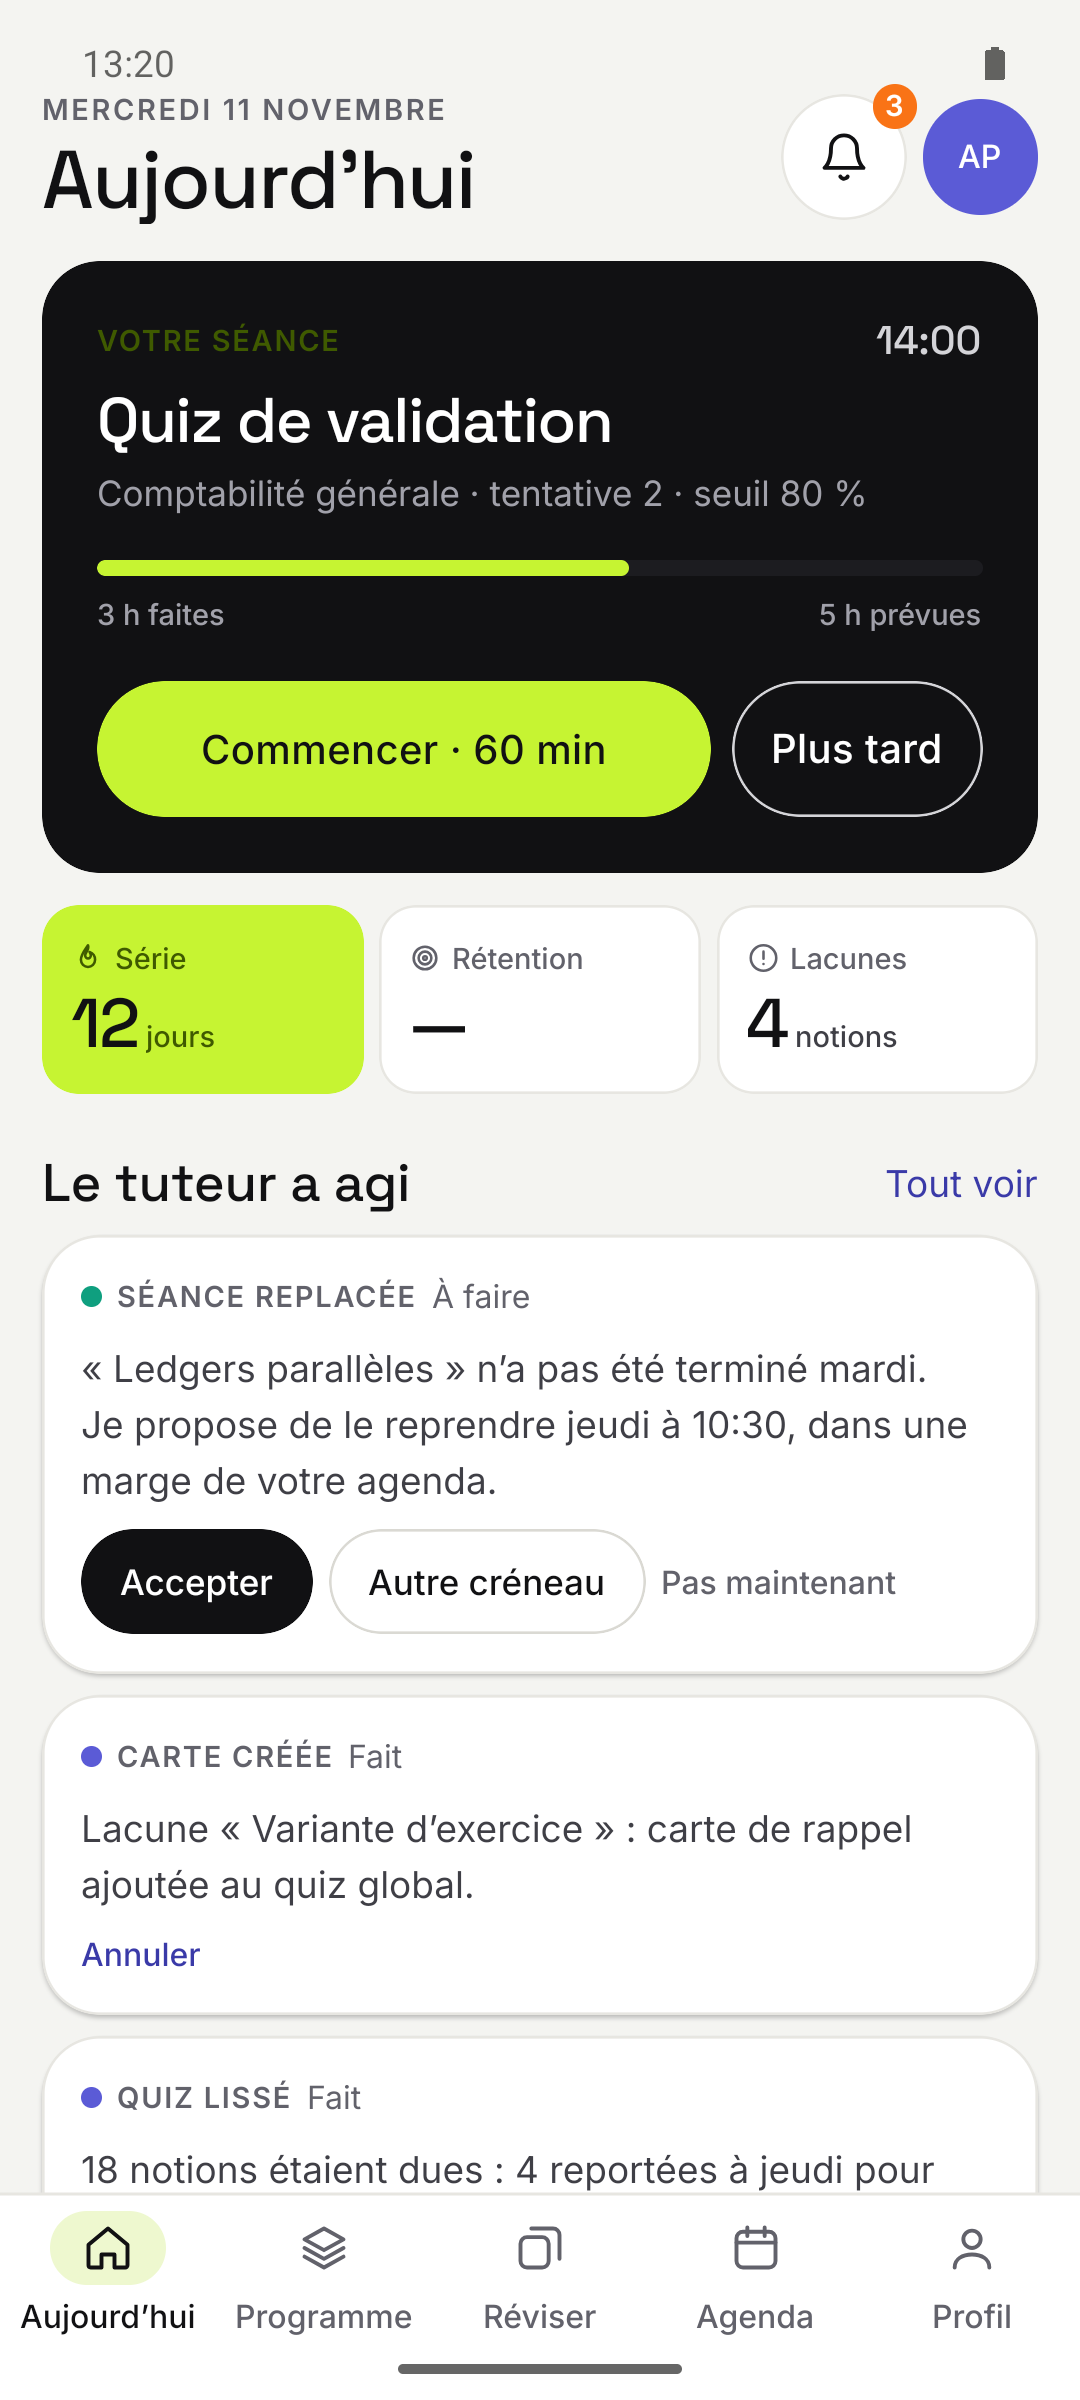 13:20
MERCREDI 11 NOVEMBRE
Aujourd’hui
3
AP
VOTRE SÉANCE
14:00
Quiz de validation
Comptabilité générale · tentative 2 · seuil 80 %
3 h faites
5 h prévues
Commencer · 60 min
Plus tard
Série
12 jours
Rétention
—
Lacunes
4 notions
Le tuteur a agi
Tout voir
SÉANCE REPLACÉE À faire
« Ledgers parallèles » n’a pas été terminé mardi.
Je propose de le reprendre jeudi à 10:30, dans une
marge de votre agenda.
Accepter
Autre créneau
Pas maintenant
CARTE CRÉÉE Fait
Lacune « Variante d’exercice » : carte de rappel
ajoutée au quiz global.
Annuler
QUIZ LISSÉ Fait
18 notions étaient dues : 4 reportées à jeudi pour
Aujourd’hui
Programme
Réviser
Agenda
Profil